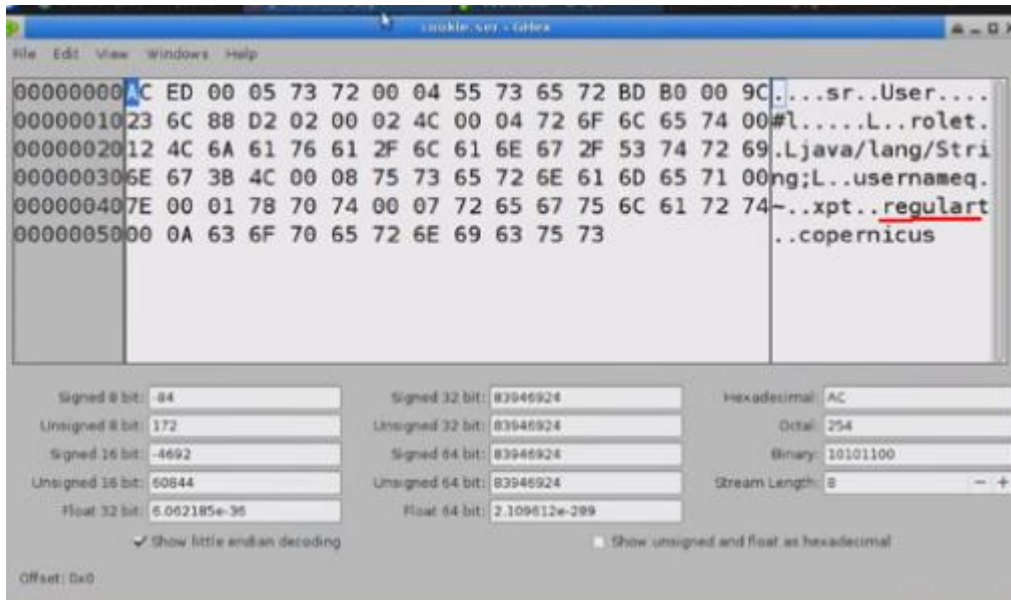 cookie.ser - GHex
File Edit View Windows Help
00000000 AC ED 00 05 73 72 00 04 55 73 65 72 BD B0 00 9C ....sr..User....
00000010 23 6C 88 D2 02 00 02 4C 00 04 72 6F 6C 65 74 00 #l.....L..rolet.
00000020 12 4C 6A 61 76 61 2F 6C 61 6E 67 2F 53 74 72 69 .Ljava/lang/Stri
00000030 6E 67 3B 4C 00 08 75 73 65 72 6E 61 6D 65 71 00 ng;L..usernameq.
00000040 7E 00 01 78 70 74 00 07 72 65 67 75 6C 61 72 74 ~..xpt..regulart
00000050 00 0A 63 6F 70 65 72 6E 69 63 75 73 ..copernicus
Signed 8 bit: -84 Signed 32 bit: 83946924 Hexadecimal: AC
Unsigned 8 bit: 172 Unsigned 32 bit: 83946924 Octal: 254
Signed 16 bit: -4692 Signed 64 bit: 83946924 Binary: 10101100
Unsigned 16 bit: 60844 Unsigned 64 bit: 83946924 Stream Length: 8 - +
Float 32 bit: 6.062185e-36 Float 64 bit: 2.109612e-289
Show little endian decoding Show unsigned and float as hexadecimal
Offset: 0x0